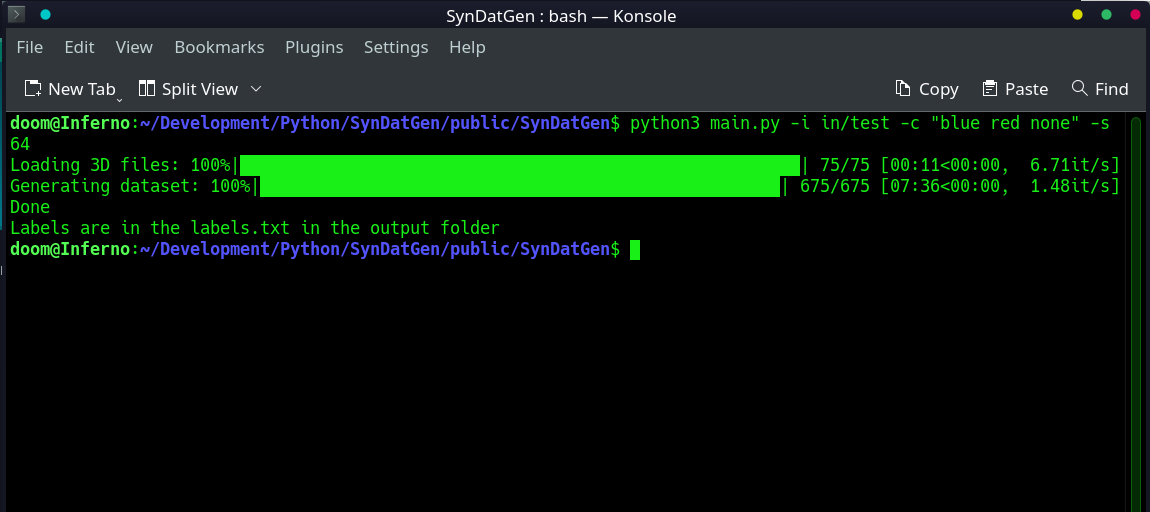 SynDatGen : bash — Konsole
File Edit View Bookmarks Plugins Settings Help
New Tab Split View Copy Paste Find
doom@Inferno:~/Development/Python/SynDatGen/public/SynDatGen$ python3 main.py -i in/test -c "blue red none" -s
64
Loading 3D files: 100%|██████████| 75/75 [00:11<00:00,  6.71it/s]
Generating dataset: 100%|██████████| 675/675 [07:36<00:00,  1.48it/s]
Done
Labels are in the labels.txt in the output folder
doom@Inferno:~/Development/Python/SynDatGen/public/SynDatGen$